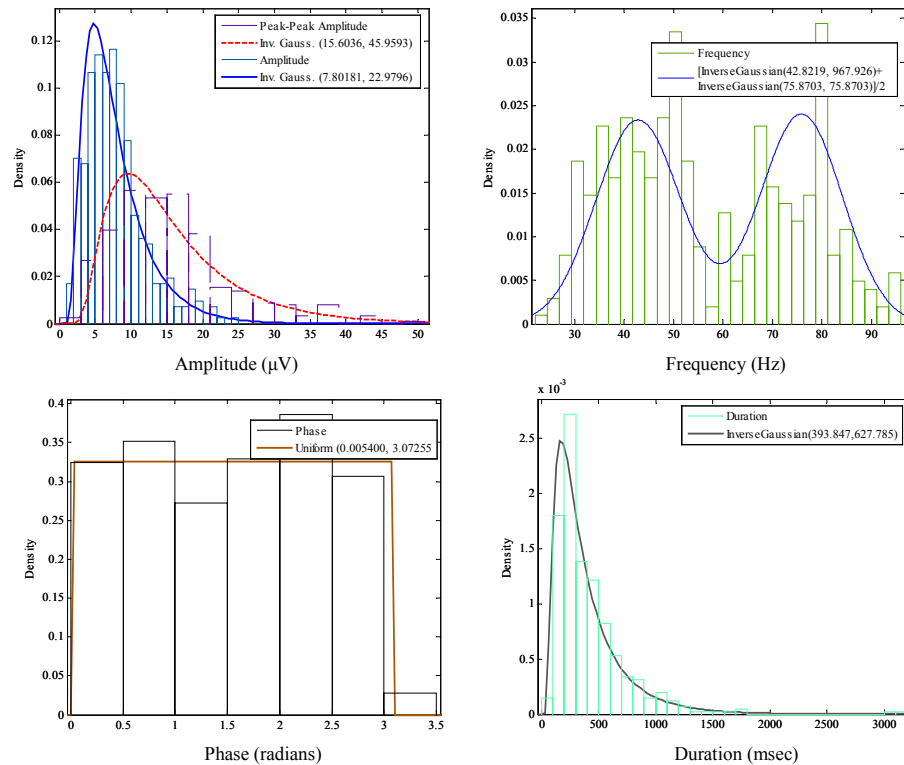 Peak-Peak Amplitude
Inv. Gauss. (15.6036, 45.9593)
Amplitude
Inv. Gauss. (7.80181, 22.9796)
0.12
0.1
0.08
0.06
0.04
0.02
0
Density
0 5 10 15 20 25 30 35 40 45 50
Amplitude (µV)
Frequency
[InverseGaussian(42.8219, 967.926)+
InverseGaussian(75.8703, 75.8703)]/2
0.035
0.03
0.025
0.02
0.015
0.01
0.005
0
Density
30 40 50 60 70 80 90
Frequency (Hz)
Phase
Uniform (0.005400, 3.07255)
0.4
0.35
0.3
0.25
0.2
0.15
0.1
0.05
0
Density
0 0.5 1 1.5 2 2.5 3 3.5
Phase (radians)
x 10⁻³
Duration
InverseGaussian(393.847,627.785)
2.5
2
1.5
1
0.5
0
Density
0 500 1000 1500 2000 2500 3000
Duration (msec)